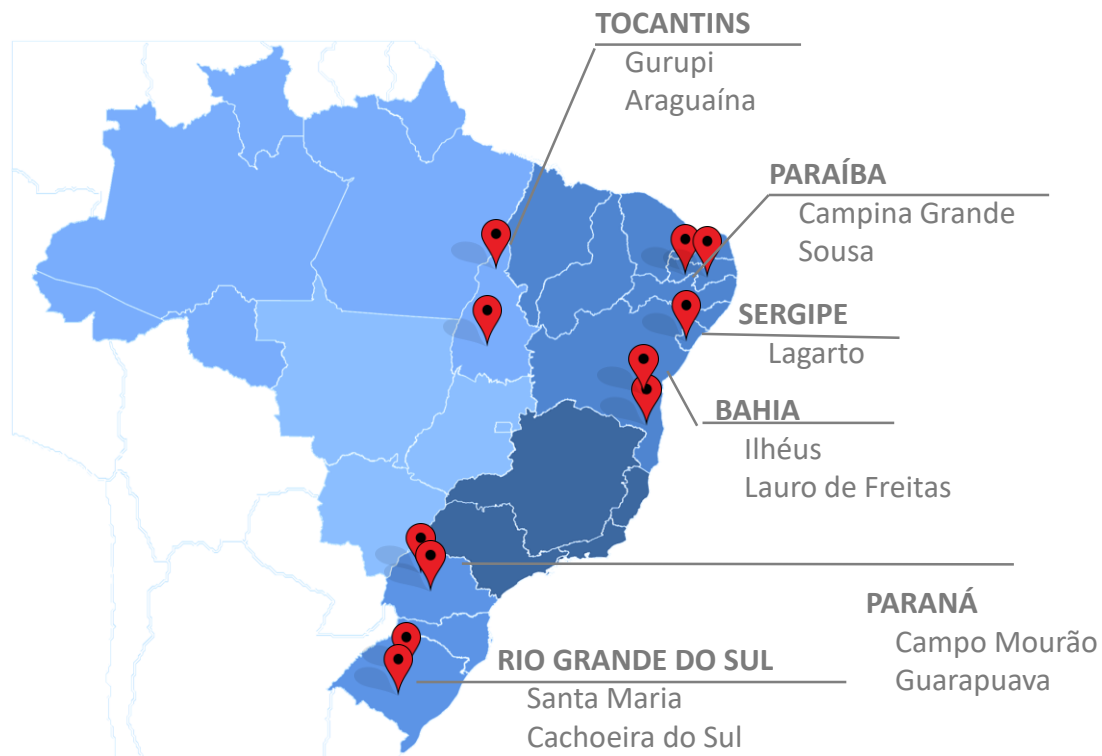 TOCANTINS
Gurupi
Araguaína
PARAÍBA
Campina Grande
Sousa
SERGIPE
Lagarto
BAHIA
Ilhéus
Lauro de Freitas
PARANÁ
Campo Mourão
Guarapuava
RIO GRANDE DO SUL
Santa Maria
Cachoeira do Sul